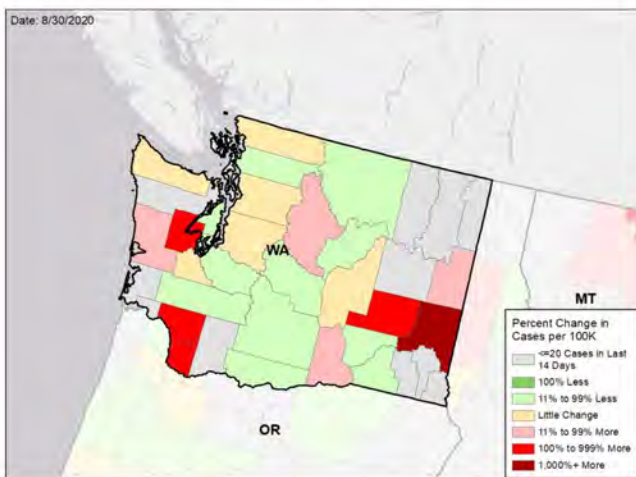 Date: 8/30/2020
WA
MT
OR
Percent Change in
Cases per 100K
<=20 Cases in Last
14 Days
100% Less
11% to 99% Less
Little Change
11% to 99% More
100% to 999% More
1,000%+ More